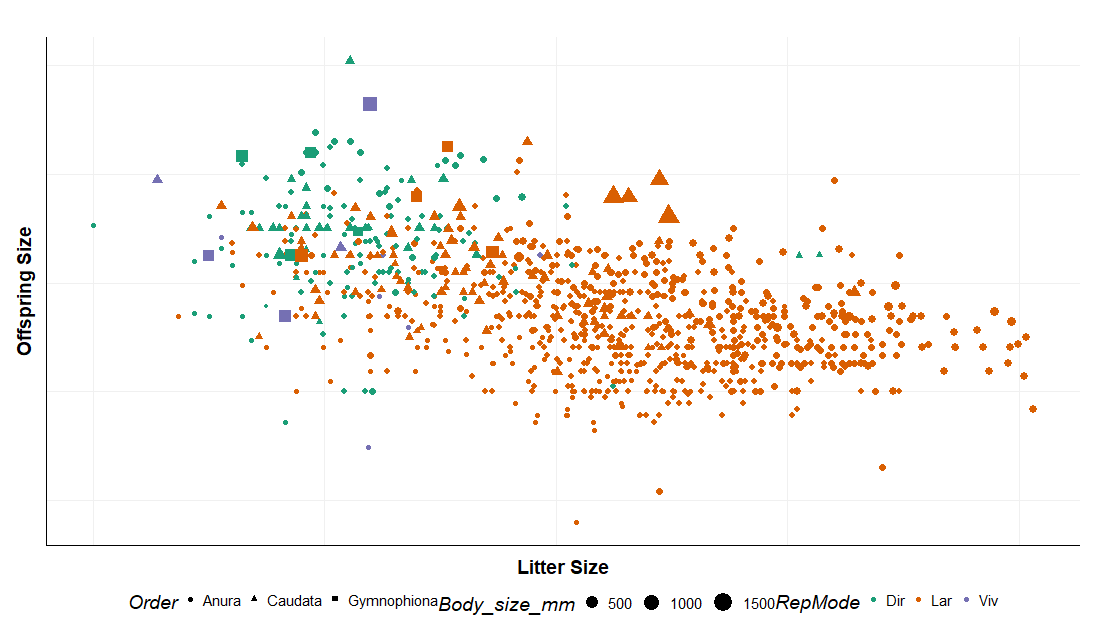 Offspring Size
Litter Size
Order Anura Caudata Gymnophiona Body_size_mm 500 1000 1500 RepMode Dir Lar Viv